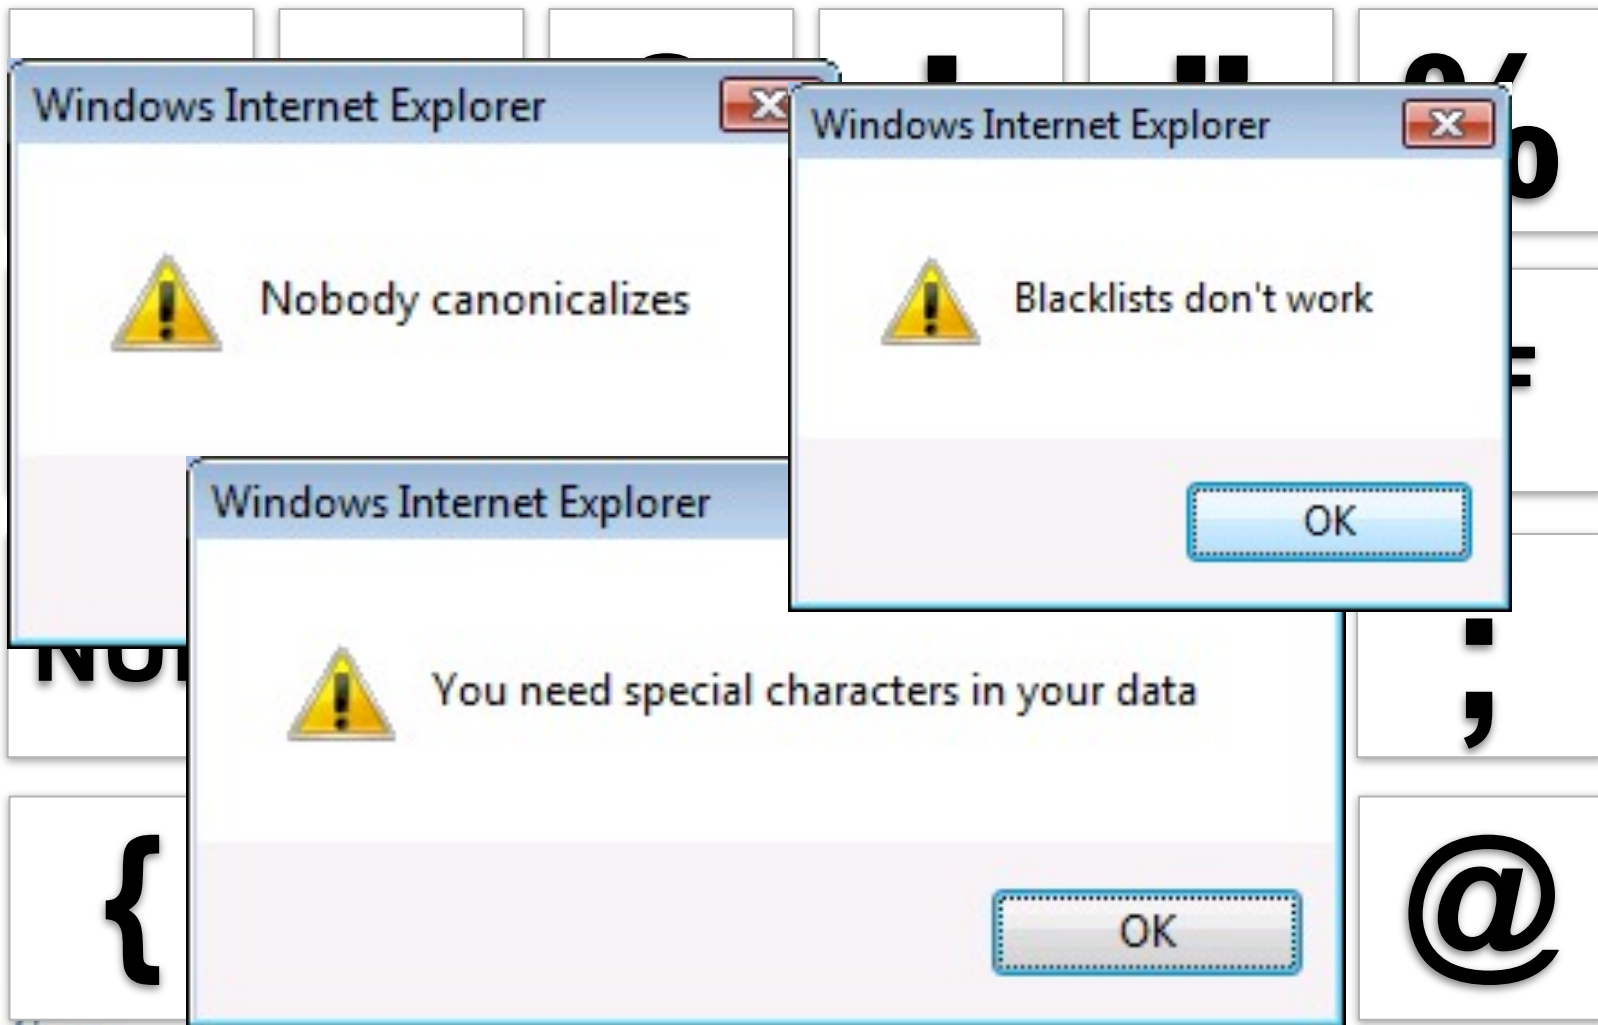 %
Windows Internet Explorer
Windows Internet Explorer
Nobody canonicalizes
Blacklists don't work
OK
Windows Internet Explorer
You need special characters in your data
;
{
@
OK